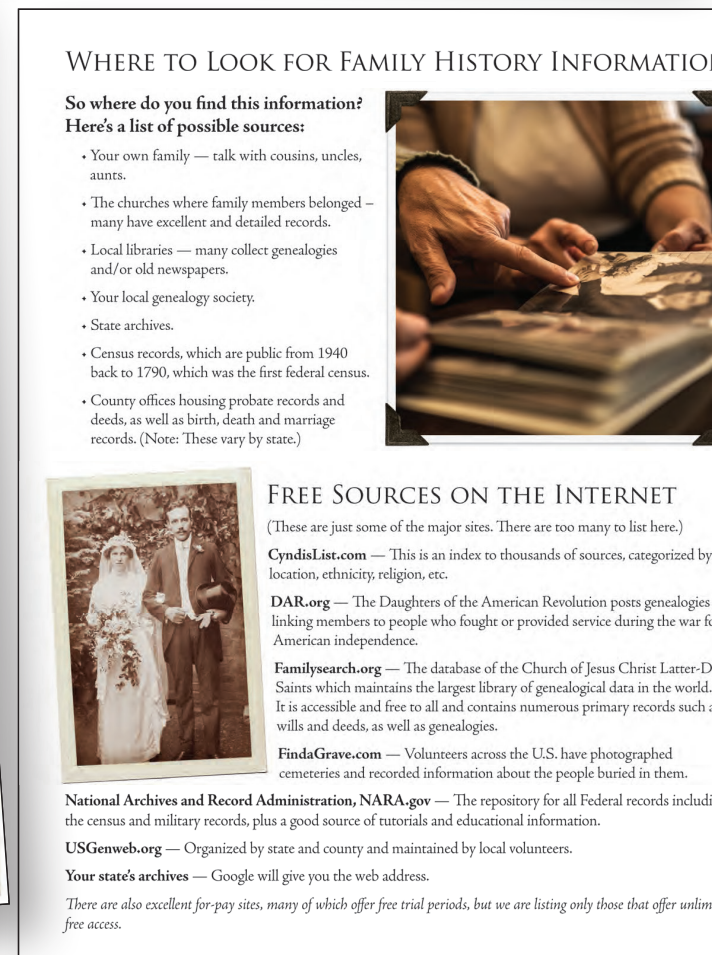 Where to Look for Family History Informatio
So where do you find this information?
Here's a list of possible sources:
• Your own family — talk with cousins, uncles,
aunts.
• The churches where family members belonged –
many have excellent and detailed records.
• Local libraries — many collect genealogies
and/or old newspapers.
• Your local genealogy society.
• State archives.
• Census records, which are public from 1940
back to 1790, which was the first federal census.
• County offices housing probate records and
deeds, as well as birth, death and marriage
records. (Note: These vary by state.)
Free Sources on the Internet
(These are just some of the major sites. There are too many to list here.)
CyndisList.com — This is an index to thousands of sources, categorized by
location, ethnicity, religion, etc.
DAR.org — The Daughters of the American Revolution posts genealogies
linking members to people who fought or provided service during the war fo
American independence.
Familysearch.org — The database of the Church of Jesus Christ Latter-D
Saints which maintains the largest library of genealogical data in the world.
It is accessible and free to all and contains numerous primary records such a
wills and deeds, as well as genealogies.
FindaGrave.com — Volunteers across the U.S. have photographed
cemeteries and recorded information about the people buried in them.
National Archives and Record Administration, NARA.gov — The repository for all Federal records includi
the census and military records, plus a good source of tutorials and educational information.
USGenweb.org — Organized by state and county and maintained by local volunteers.
Your state's archives — Google will give you the web address.
There are also excellent for-pay sites, many of which offer free trial periods, but we are listing only those that offer unlim
free access.